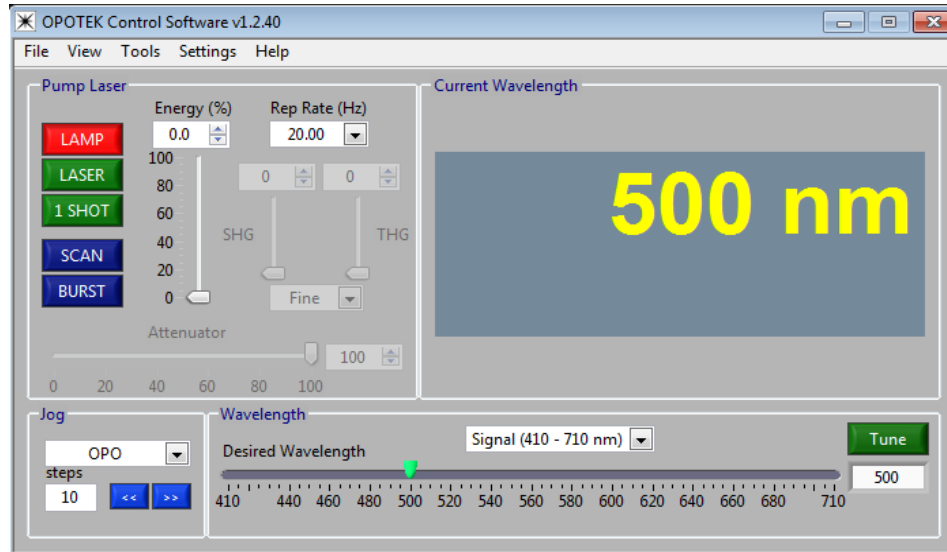 OPOTEK Control Software v1.2.40
File View Tools Settings Help
Pump Laser
Energy (%) Rep Rate (Hz)
LAMP 0.0 20.00
LASER
1 SHOT
SCAN
BURST
100
80
60
40
20
0
0 0
SHG THG
Fine
Attenuator
100
0 20 40 60 80 100
Current Wavelength
500 nm
Jog
OPO
steps
10 << >>
Wavelength
Signal (410 - 710 nm) Tune
Desired Wavelength
500
410 440 460 480 500 520 540 560 580 600 620 640 660 680 710